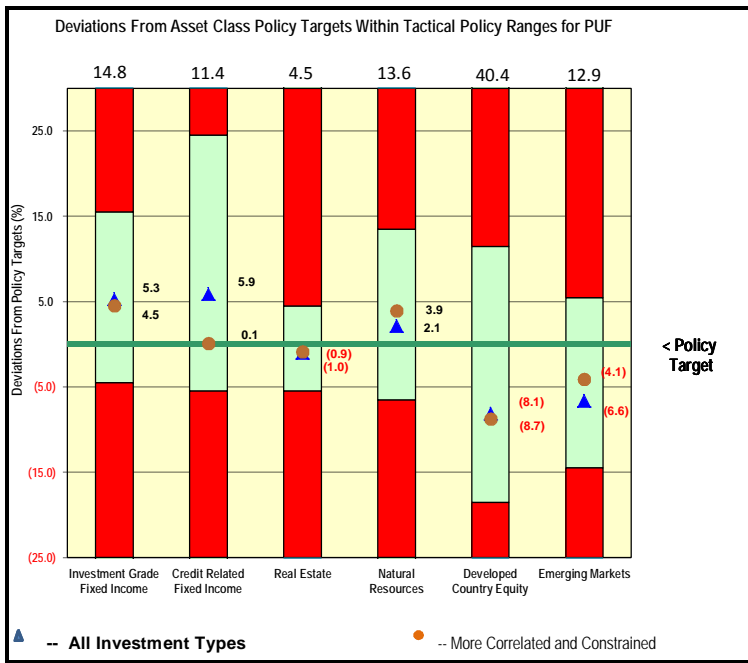 Deviations From Asset Class Policy Targets Within Tactical Policy Ranges for PUF
14.8 11.4 4.5 13.6 40.4 12.9
Deviations From Policy Targets (%)
25.0
15.0
5.0
(5.0)
(15.0)
(25.0)
5.3
4.5
5.9
0.1
(0.9)
(1.0)
3.9
2.1
(8.1)
(8.7)
(4.1)
(6.6)
< Policy
Target
Investment Grade
Fixed Income
Credit Related
Fixed Income
Real Estate
Natural
Resources
Developed
Country Equity
Emerging Markets
-- All Investment Types
-- More Correlated and Constrained